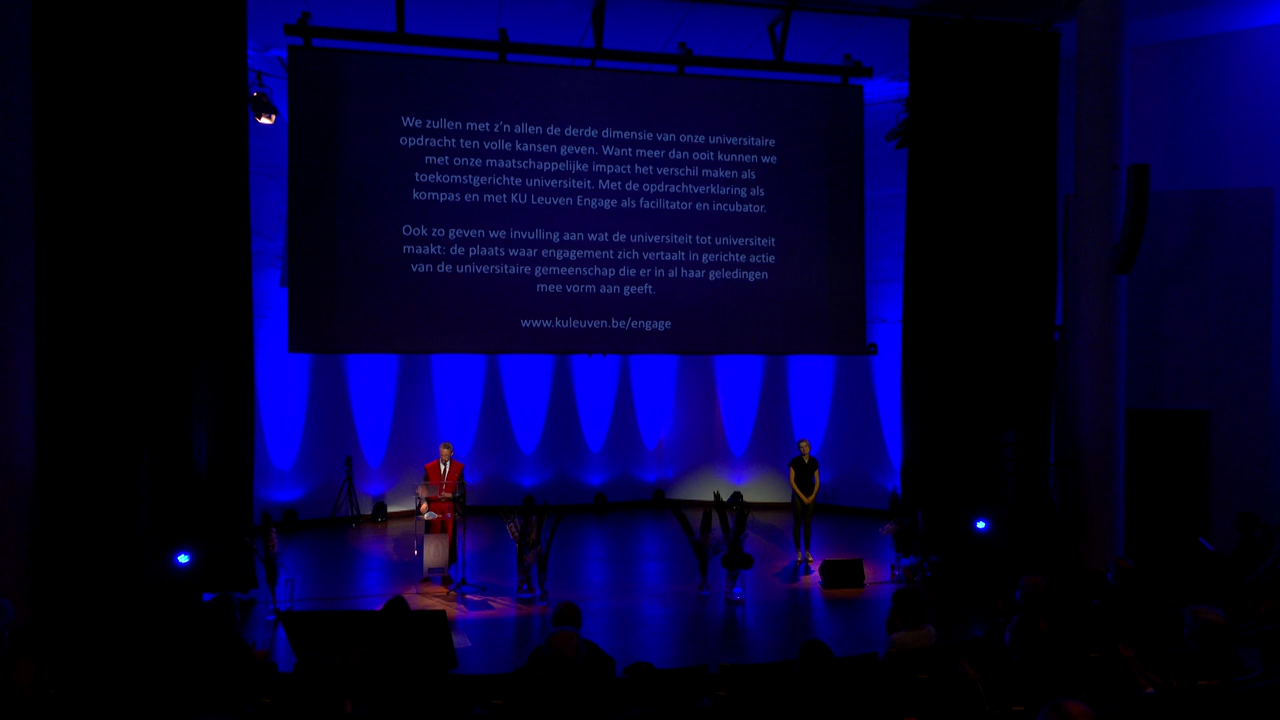 We zullen met z’n allen de derde dimensie van onze universitaire
opdracht ten volle kansen geven. Want meer dan ooit kunnen we
met onze maatschappelijke impact het verschil maken als
toekomstgerichte universiteit. Met de opdrachtverklaring als
kompas en met KU Leuven Engage als facilitator en incubator.
Ook zo geven we invulling aan wat de universiteit tot universiteit
maakt: de plaats waar engagement zich vertaalt in gerichte actie
van de universitaire gemeenschap die er in al haar geledingen
mee vorm aan geeft.
www.kuleuven.be/engage